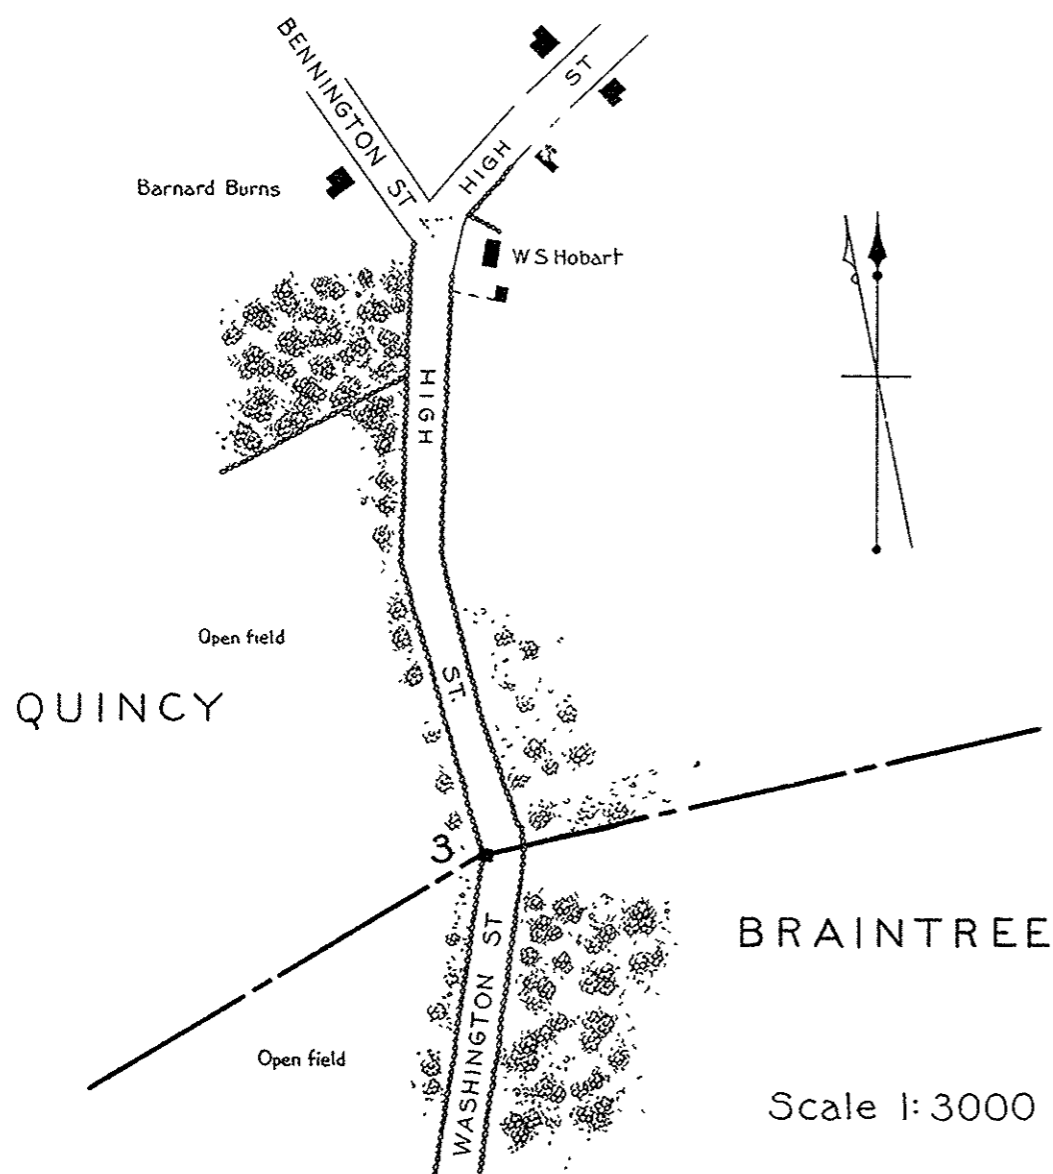 BENNINGTON ST
HIGH ST
Barnard Burns
W S Hobart
HIGH ST.
Open field
QUINCY
3
BRAINTREE
WASHINGTON ST
Open field
Scale 1:3000